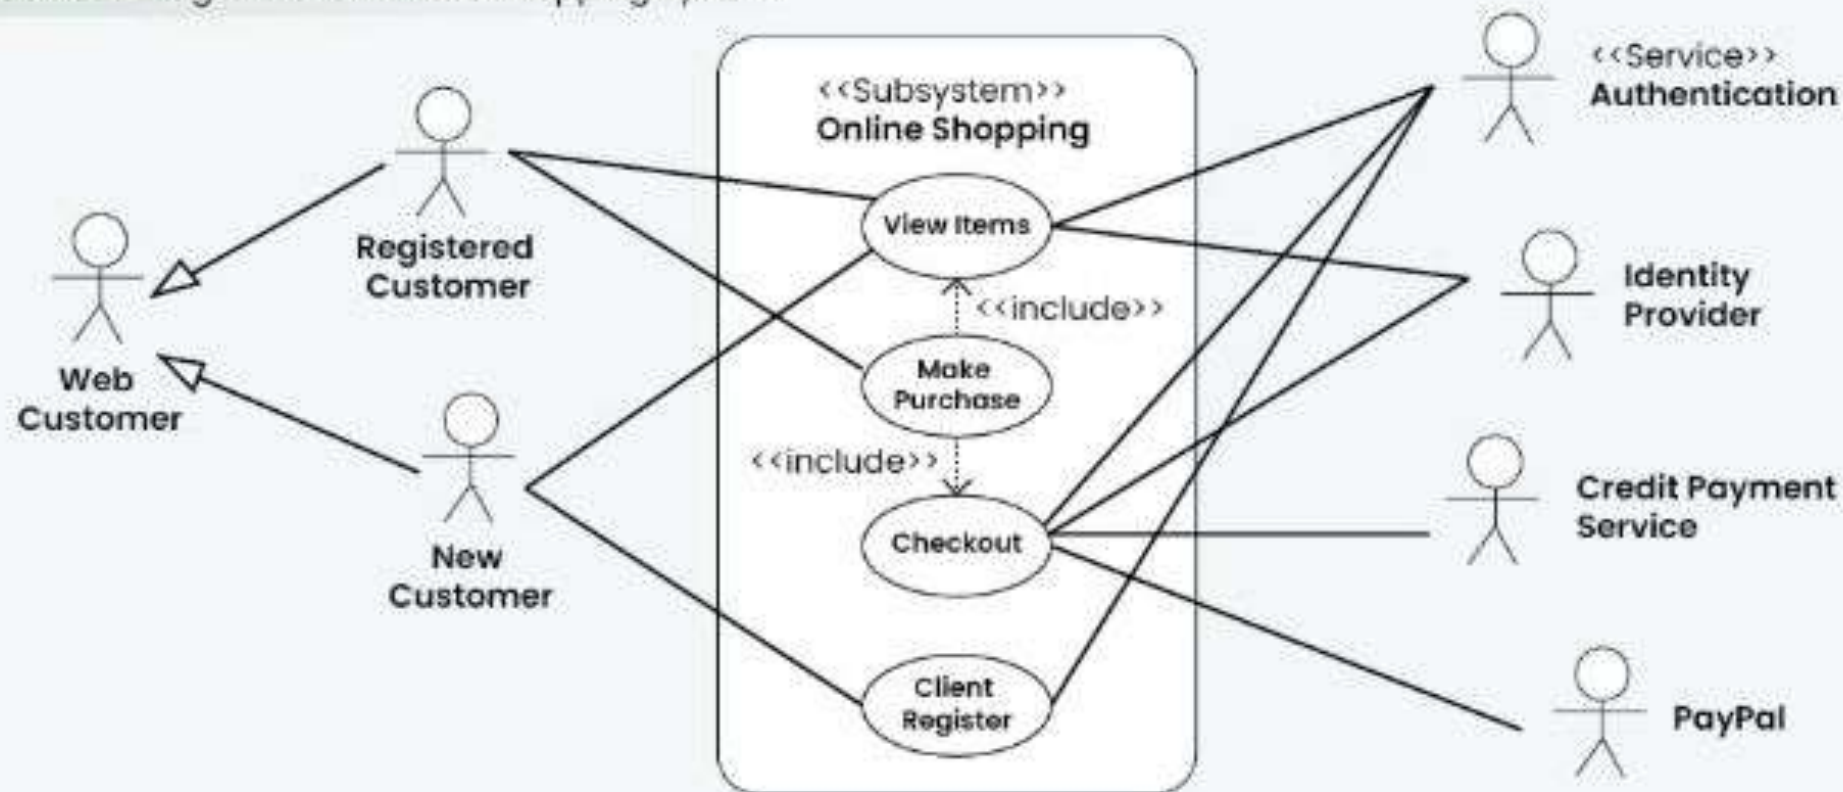 <<Subsystem>>
Online Shopping
View Items
<<include>>
Make
Purchase
<<include>>
Checkout
Client
Register
Registered
Customer
Web
Customer
New
Customer
<<Service>>
Authentication
Identity
Provider
Credit Payment
Service
PayPal